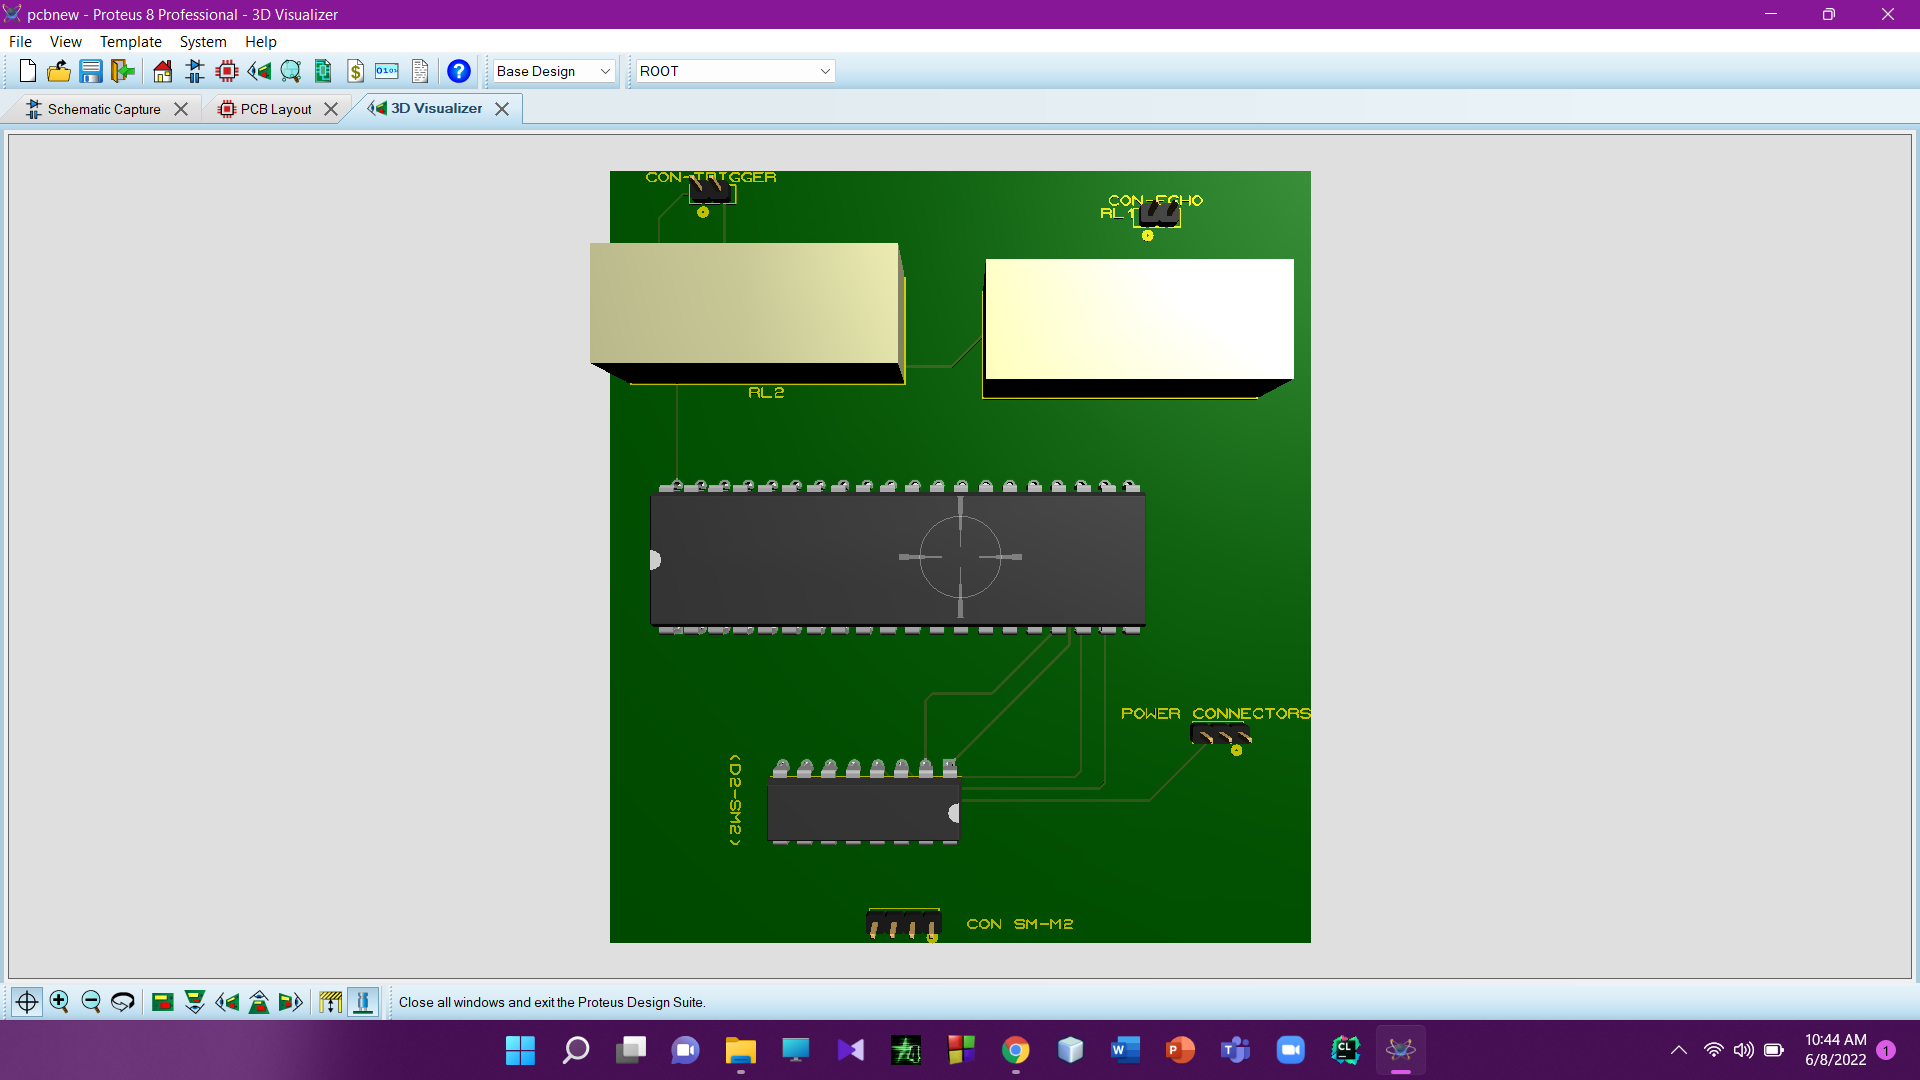 pcbnew - Proteus 8 Professional - 3D Visualizer
File View Template System Help
Base Design ROOT
Schematic Capture PCB Layout 3D Visualizer
CON-TRIGGER
CON-ECHO
RL1
RL2
POWER CONNECTORS
(D2-SM2)
CON SM-M2
Close all windows and exit the Proteus Design Suite.
10:44 AM
6/8/2022 1